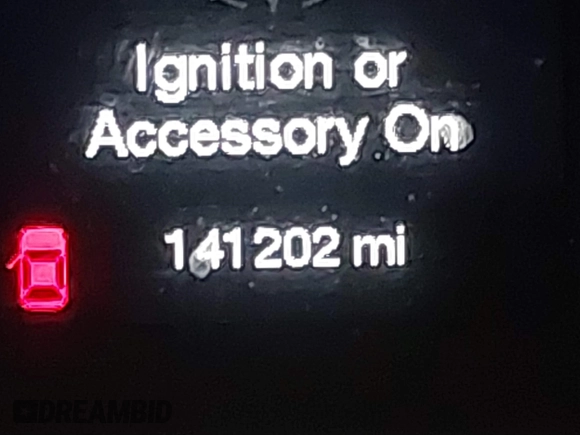 Ignition or
Accessory On
141202 mi
DREAMBID